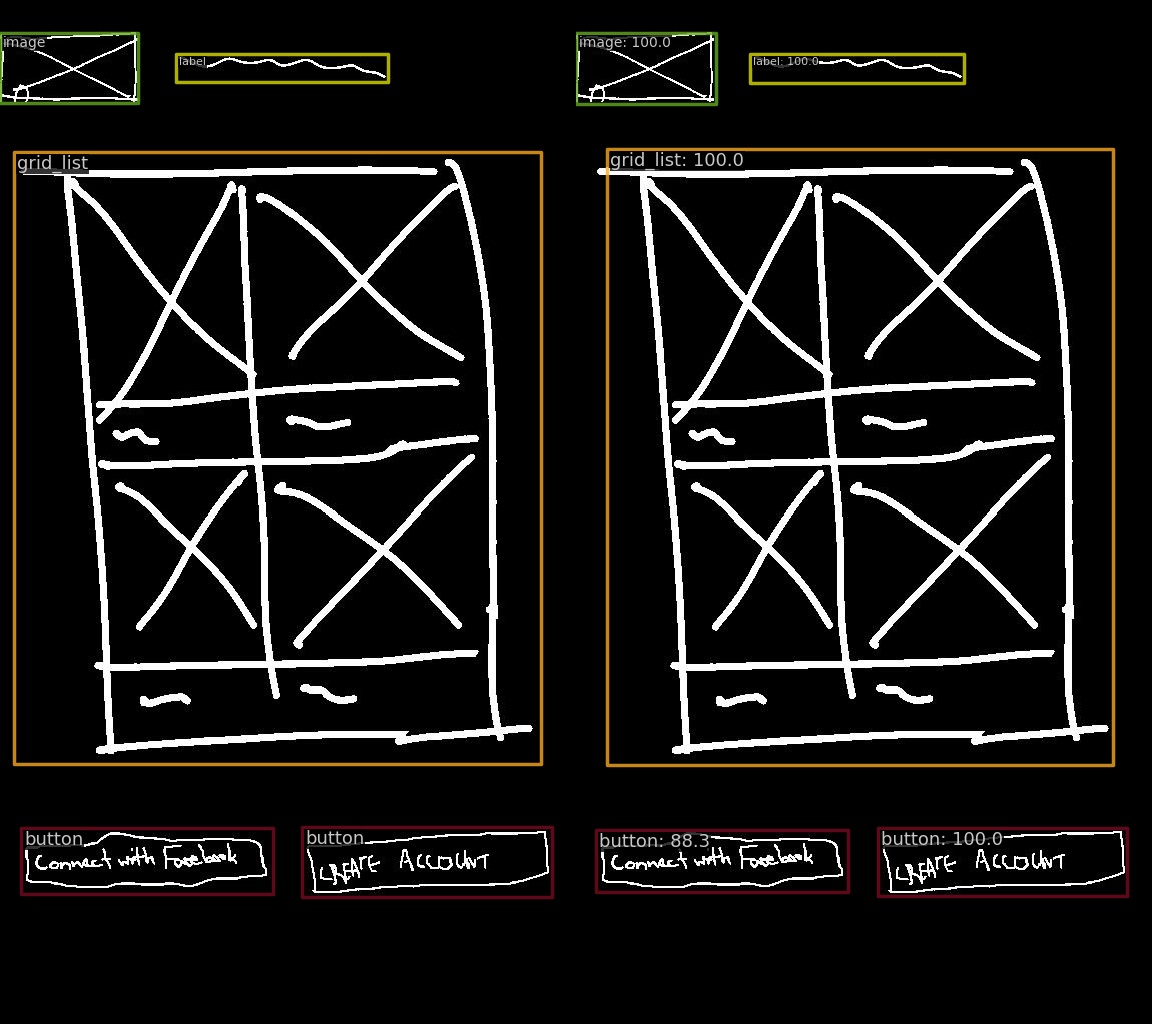 image image: 100.0
label label: 100.0
grid_list grid_list: 100.0
button button button: 88.3 button: 100.0
Connect with Facebook CREATE ACCOUNT Connect with Facebook CREATE ACCOUNT